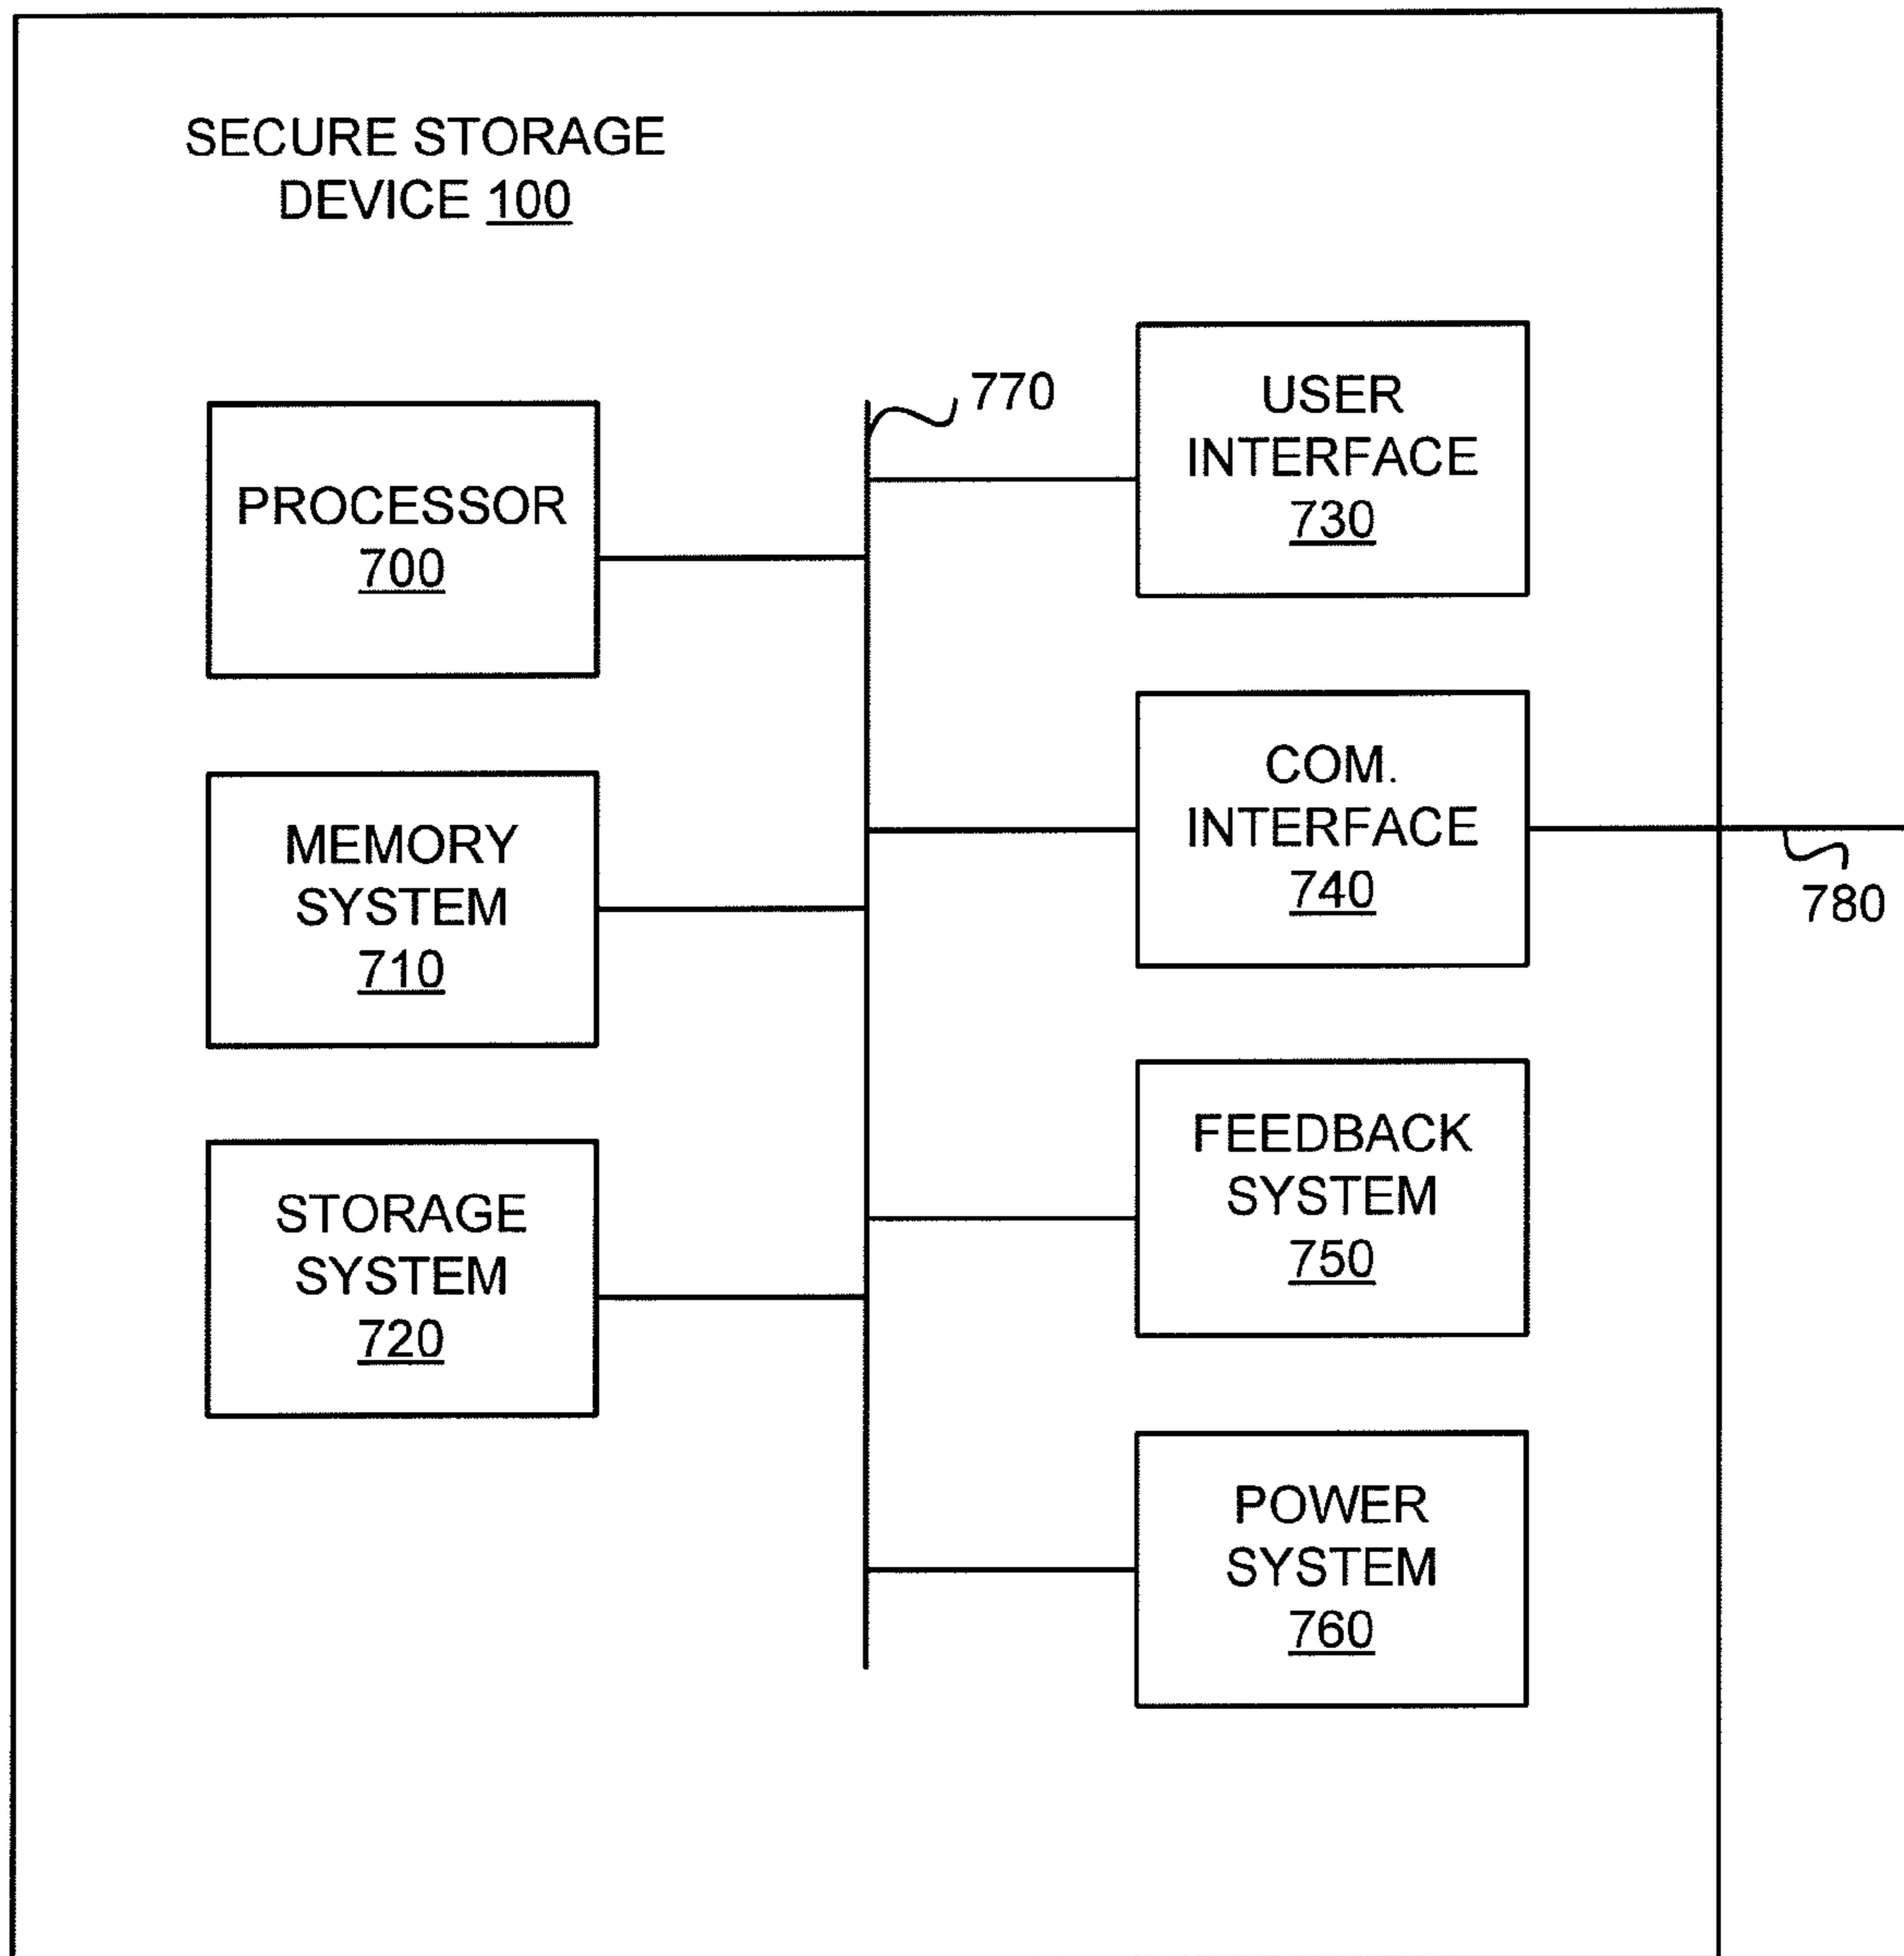 SECURE STORAGE
DEVICE 100
PROCESSOR
700
MEMORY
SYSTEM
710
STORAGE
SYSTEM
720
770
USER
INTERFACE
730
COM.
INTERFACE
740
780
FEEDBACK
SYSTEM
750
POWER
SYSTEM
760